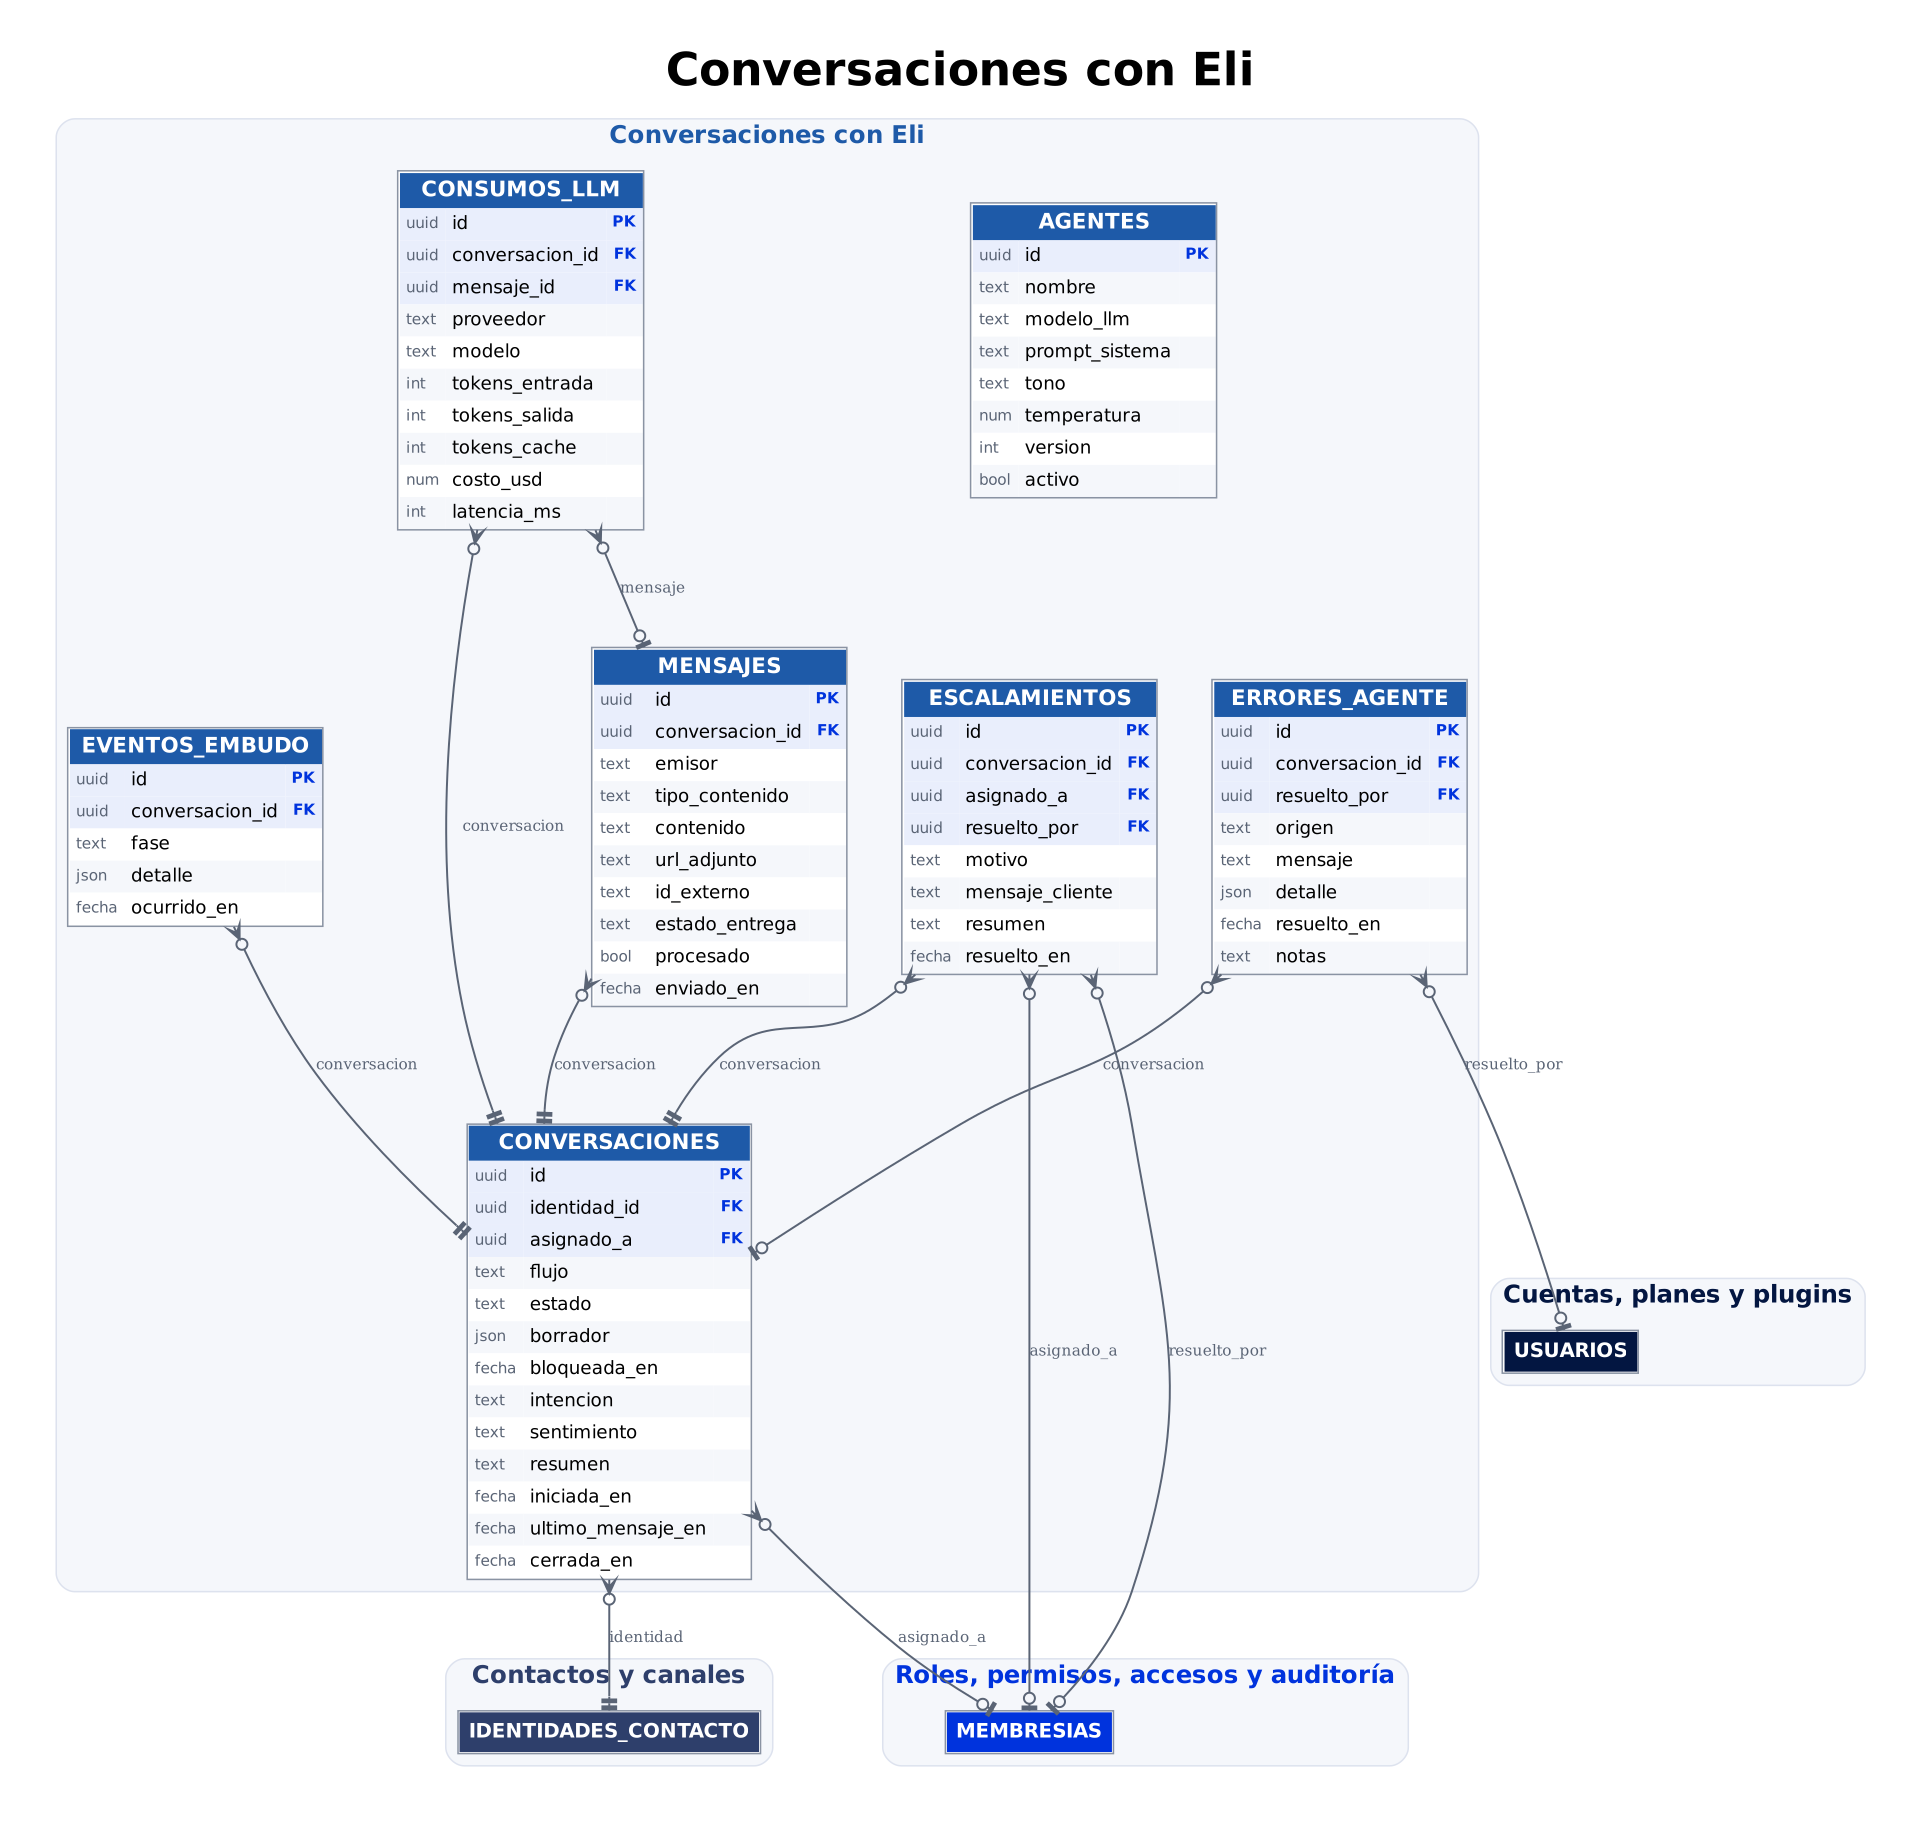 Conversaciones con Eli
Conversaciones con Eli
CONSUMOS_LLM
uuid id PK
uuid conversacion_id FK
uuid mensaje_id FK
text proveedor
text modelo
int tokens_entrada
int tokens_salida
int tokens_cache
num costo_usd
int latencia_ms
AGENTES
uuid id PK
text nombre
text modelo_llm
text prompt_sistema
text tono
num temperatura
int version
bool activo
mensaje
MENSAJES
uuid id PK
uuid conversacion_id FK
text emisor
text tipo_contenido
text contenido
text url_adjunto
text id_externo
text estado_entrega
bool procesado
fecha enviado_en
ESCALAMIENTOS
uuid id PK
uuid conversacion_id FK
uuid asignado_a FK
uuid resuelto_por FK
text motivo
text mensaje_cliente
text resumen
fecha resuelto_en
ERRORES_AGENTE
uuid id PK
uuid conversacion_id FK
uuid resuelto_por FK
text origen
text mensaje
json detalle
fecha resuelto_en
text notas
EVENTOS_EMBUDO
uuid id PK
uuid conversacion_id FK
text fase
json detalle
fecha ocurrido_en
conversacion
conversacion
conversacion
conversacion
conversacion
resuelto_por
CONVERSACIONES
uuid id PK
uuid identidad_id FK
uuid asignado_a FK
text flujo
text estado
json borrador
fecha bloqueada_en
text intencion
text sentimiento
text resumen
fecha iniciada_en
fecha ultimo_mensaje_en
fecha cerrada_en
Cuentas, planes y plugins
USUARIOS
asignado_a
resuelto_por
identidad
asignado_a
Contactos y canales
IDENTIDADES_CONTACTO
Roles, permisos, accesos y auditoría
MEMBRESIAS